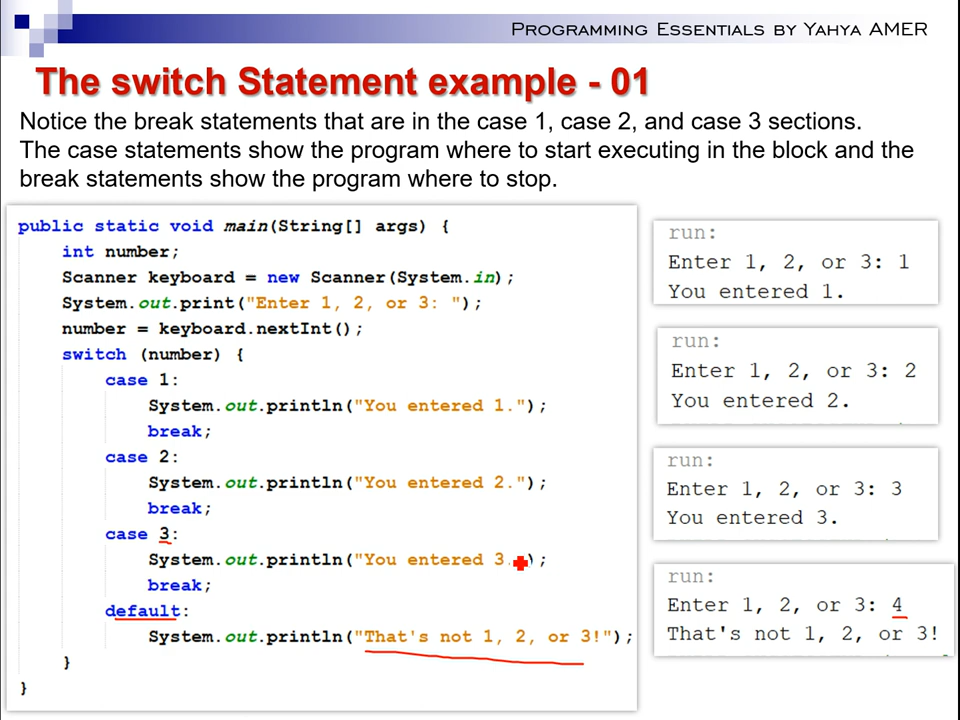 Programming Essentials by Yahya AMER
The switch Statement example - 01
Notice the break statements that are in the case 1, case 2, and case 3 sections.
The case statements show the program where to start executing in the block and the
break statements show the program where to stop.
public static void main(String[] args) {
int number;
Scanner keyboard = new Scanner(System.in);
System.out.print("Enter 1, 2, or 3: ");
number = keyboard.nextInt();
switch (number) {
case 1:
System.out.println("You entered 1.");
break;
case 2:
System.out.println("You entered 2.");
break;
case 3:
System.out.println("You entered 3. );
break;
default:
System.out.println("That's not 1, 2, or 3!");
}
}
run:
Enter 1, 2, or 3: 1
You entered 1.
run:
Enter 1, 2, or 3: 2
You entered 2.
run:
Enter 1, 2, or 3: 3
You entered 3.
run:
Enter 1, 2, or 3: 4
That's not 1, 2, or 3!